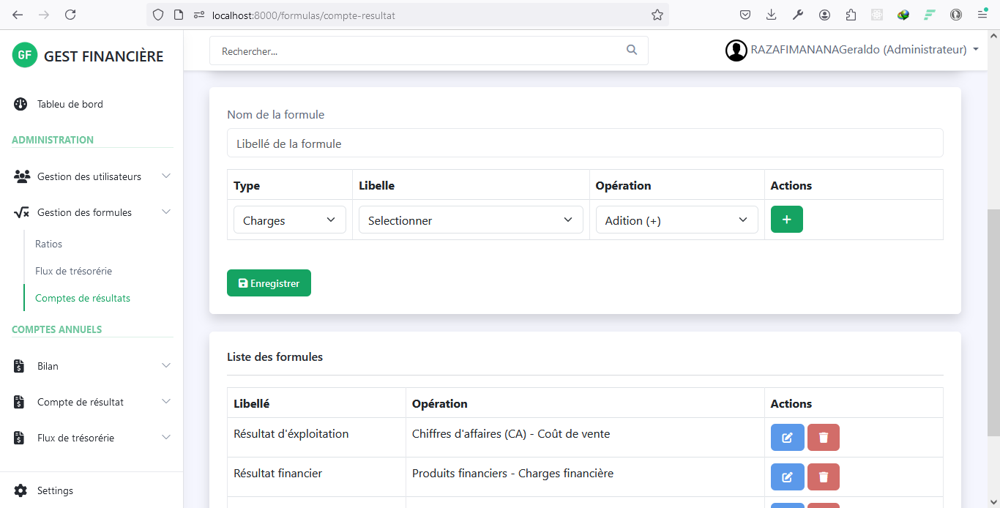 localhost:8000/formulas/compte-resultat
GF GEST FINANCIÈRE
Rechercher...
RAZAFIMANANAGeraldo (Administrateur)
Tableu de bord
ADMINISTRATION
Gestion des utilisateurs
Gestion des formules
Ratios
Flux de trésorérie
Comptes de résultats
COMPTES ANNUELS
Bilan
Compte de résultat
Flux de trésorérie
Settings
Nom de la formule
Libellé de la formule
Type Libelle Opération Actions
Charges Selectionner Adition (+) +
Enregistrer
Liste des formules
Libellé Opération Actions
Résultat d'éxploitation Chiffres d'affaires (CA) - Coût de vente
Résultat financier Produits financiers - Charges financière